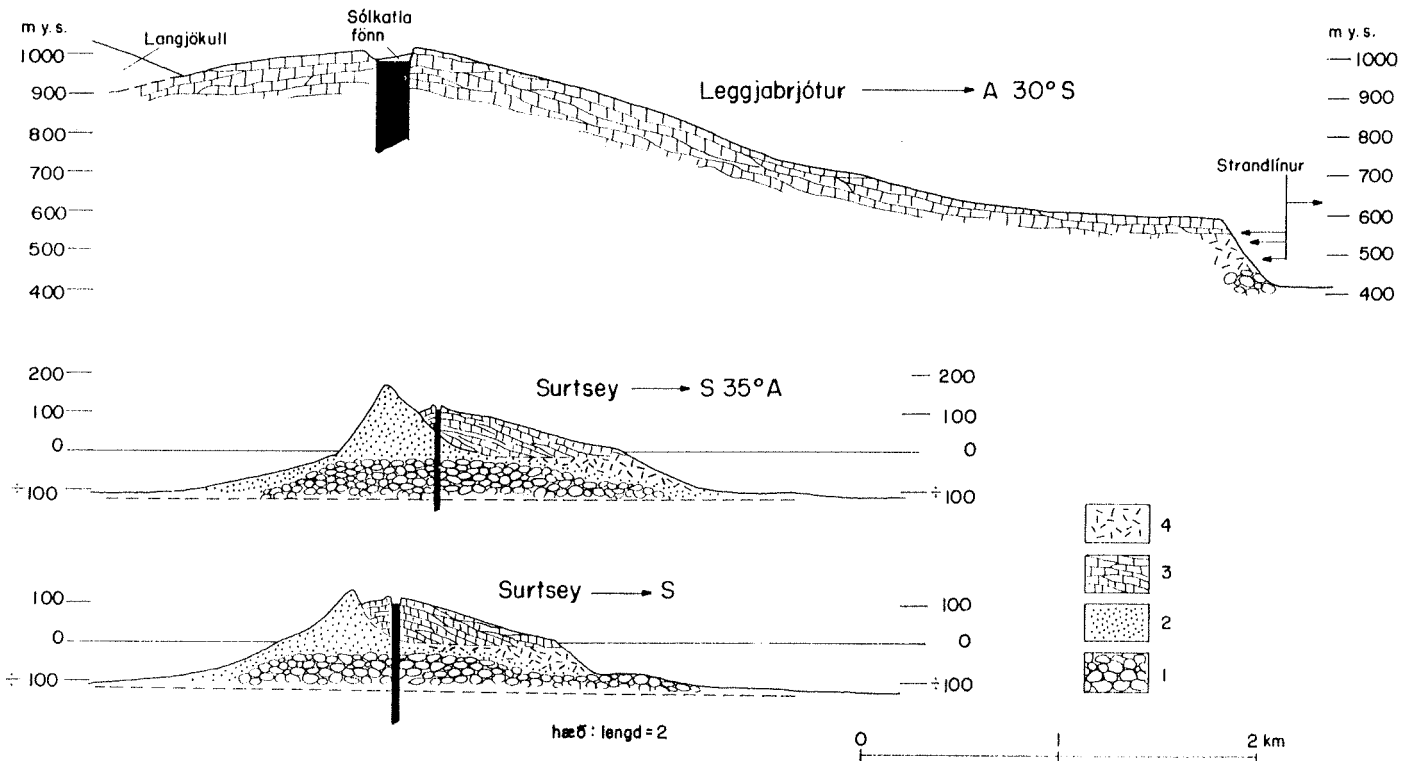 m y. s.
Langjökull
Sólkatla
fönn
m y. s.
1000
900
800
700
600
500
400
Leggjabrjótur → A 30° S
1000
900
800
700
600
500
400
Strandlínur
200
100
0
÷ 100
Surtsey → S 35° A
200
100
0
÷ 100
100
0
÷ 100
Surtsey → S
100
0
÷ 100
4
3
2
1
hæð : lengd = 2
0 1 2 km